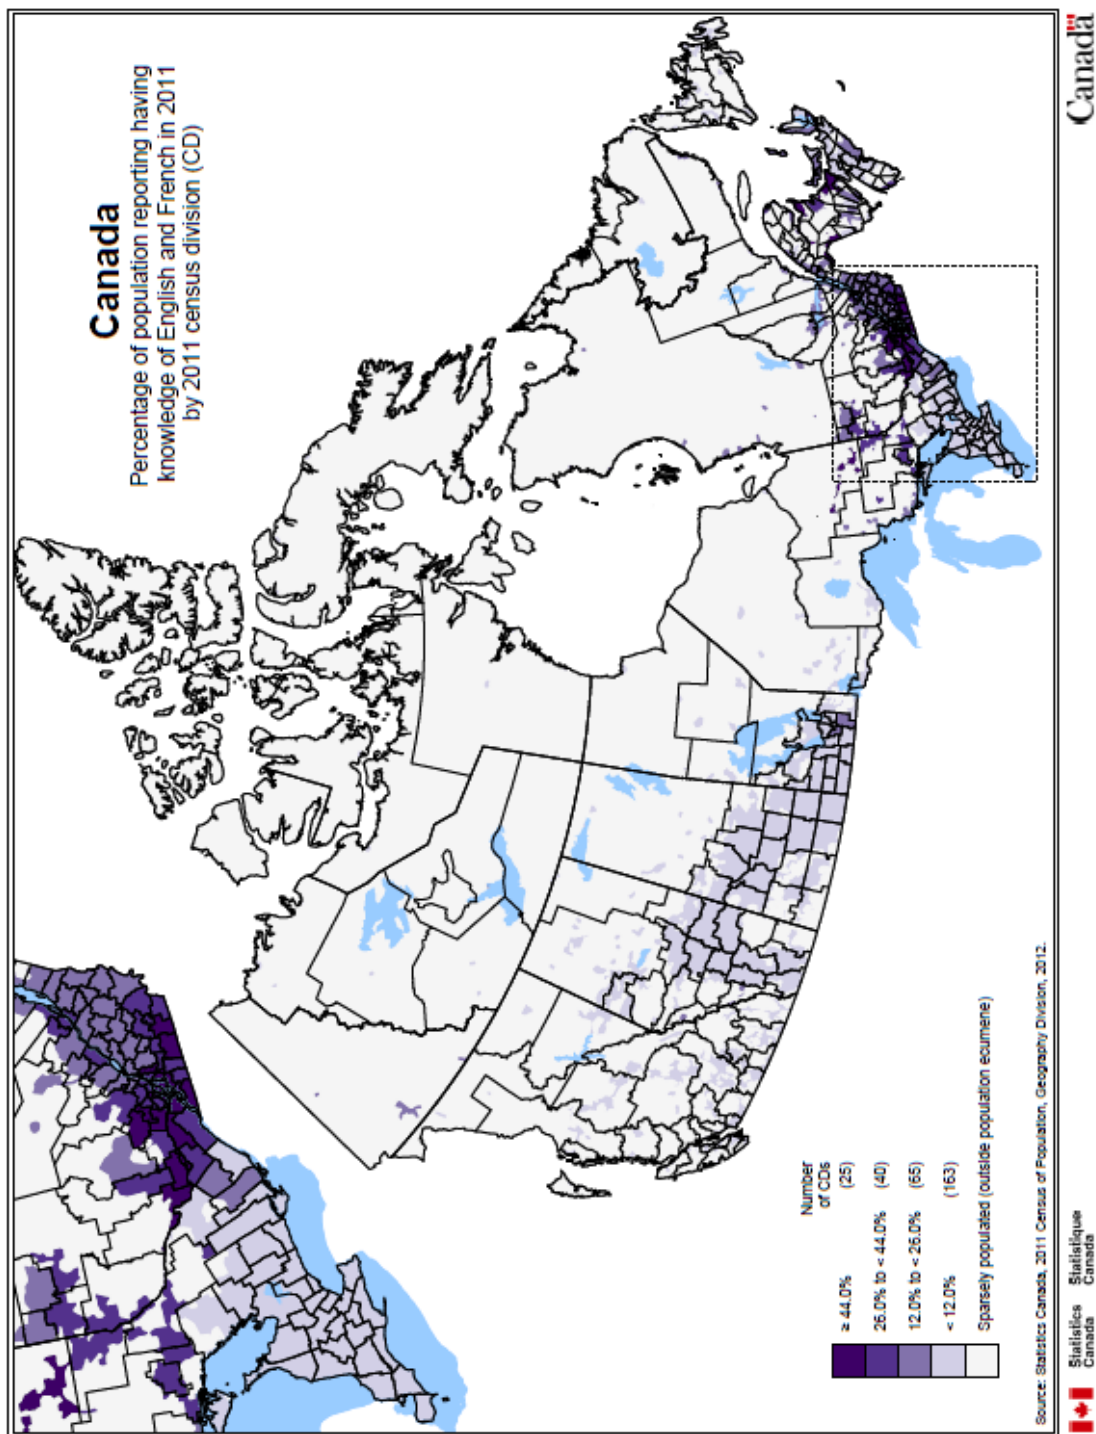 Canada
Percentage of population reporting having
knowledge of English and French in 2011
by 2011 census division (CD)
Number
of CDs
≥ 44.0% (25)
26.0% to < 44.0% (40)
12.0% to < 26.0% (65)
< 12.0% (163)
Sparsely populated (outside population ecumene)
Source: Statistics Canada, 2011 Census of Population, Geography Division, 2012.
Statistics Statistique
Canada Canada
Canada